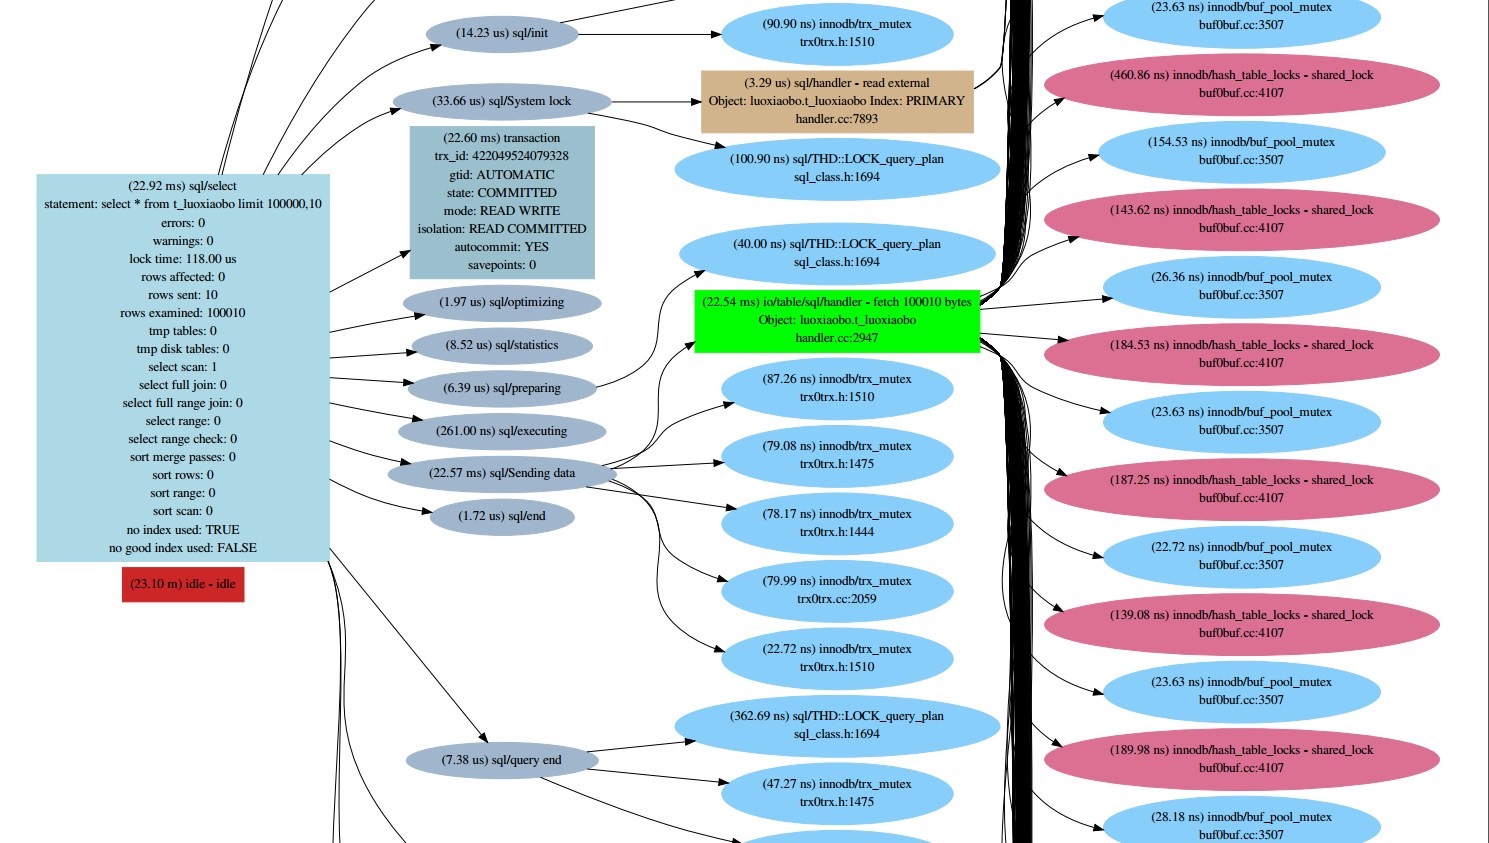 (22.92 ms) sql/select
statement: select * from t_luoxiaobo limit 100000,10
errors: 0
warnings: 0
lock time: 118.00 us
rows affected: 0
rows sent: 10
rows examined: 100010
tmp tables: 0
tmp disk tables: 0
select scan: 1
select full join: 0
select full range join: 0
select range: 0
select range check: 0
sort merge passes: 0
sort rows: 0
sort range: 0
sort scan: 0
no index used: TRUE
no good index used: FALSE
(23.10 m) idle - idle
(14.23 us) sql/init
(33.66 us) sql/System lock
(22.60 ms) transaction
trx_id: 422049524079328
gtid: AUTOMATIC
state: COMMITTED
mode: READ WRITE
isolation: READ COMMITTED
autocommit: YES
savepoints: 0
(1.97 us) sql/optimizing
(8.52 us) sql/statistics
(6.39 us) sql/preparing
(261.00 ns) sql/executing
(22.57 ms) sql/Sending data
(1.72 us) sql/end
(7.38 us) sql/query end
(90.90 ns) innodb/trx_mutex
trx0trx.h:1510
(3.29 us) sql/handler - read external
Object: luoxiaobo.t_luoxiaobo Index: PRIMARY
handler.cc:7893
(100.90 ns) sql/THD::LOCK_query_plan
sql_class.h:1694
(40.00 ns) sql/THD::LOCK_query_plan
sql_class.h:1694
(22.54 ms) io/table/sql/handler - fetch 100010 bytes
Object: luoxiaobo.t_luoxiaobo
handler.cc:2947
(87.26 ns) innodb/trx_mutex
trx0trx.h:1510
(79.08 ns) innodb/trx_mutex
trx0trx.h:1475
(78.17 ns) innodb/trx_mutex
trx0trx.h:1444
(79.99 ns) innodb/trx_mutex
trx0trx.cc:2059
(22.72 ns) innodb/trx_mutex
trx0trx.h:1510
(362.69 ns) sql/THD::LOCK_query_plan
sql_class.h:1694
(47.27 ns) innodb/trx_mutex
trx0trx.h:1475
(23.63 ns) innodb/buf_pool_mutex
buf0buf.cc:3507
(460.86 ns) innodb/hash_table_locks - shared_lock
buf0buf.cc:4107
(154.53 ns) innodb/buf_pool_mutex
buf0buf.cc:3507
(143.62 ns) innodb/hash_table_locks - shared_lock
buf0buf.cc:4107
(26.36 ns) innodb/buf_pool_mutex
buf0buf.cc:3507
(184.53 ns) innodb/hash_table_locks - shared_lock
buf0buf.cc:4107
(23.63 ns) innodb/buf_pool_mutex
buf0buf.cc:3507
(187.25 ns) innodb/hash_table_locks - shared_lock
buf0buf.cc:4107
(22.72 ns) innodb/buf_pool_mutex
buf0buf.cc:3507
(139.08 ns) innodb/hash_table_locks - shared_lock
buf0buf.cc:4107
(23.63 ns) innodb/buf_pool_mutex
buf0buf.cc:3507
(189.98 ns) innodb/hash_table_locks - shared_lock
buf0buf.cc:4107
(28.18 ns) innodb/buf_pool_mutex
buf0buf.cc:3507